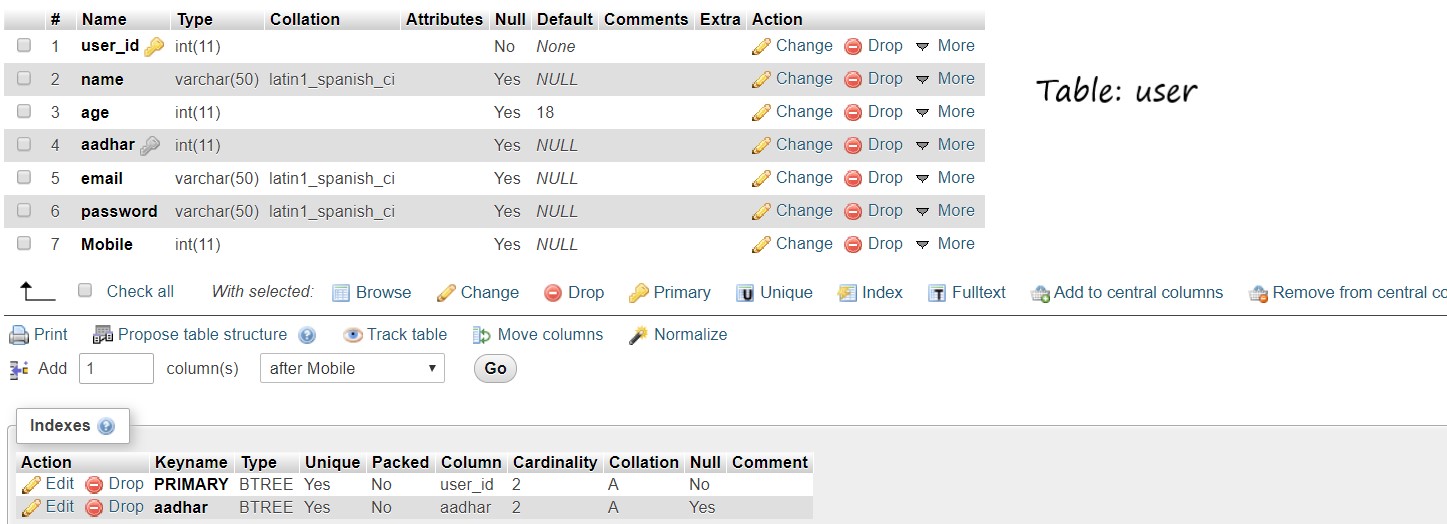 # Name Type Collation Attributes Null Default Comments Extra Action
1 user_id int(11) No None Change Drop More
2 name varchar(50) latin1_spanish_ci Yes NULL Change Drop More
Table: user
3 age int(11) Yes 18 Change Drop More
4 aadhar int(11) Yes NULL Change Drop More
5 email varchar(50) latin1_spanish_ci Yes NULL Change Drop More
6 password varchar(50) latin1_spanish_ci Yes NULL Change Drop More
7 Mobile int(11) Yes NULL Change Drop More
Check all With selected: Browse Change Drop Primary Unique Index Fulltext Add to central columns Remove from central co
Print Propose table structure Track table Move columns Normalize
Add 1 column(s) after Mobile Go
Indexes
Action Keyname Type Unique Packed Column Cardinality Collation Null Comment
Edit Drop PRIMARY BTREE Yes No user_id 2 A No
Edit Drop aadhar BTREE Yes No aadhar 2 A Yes